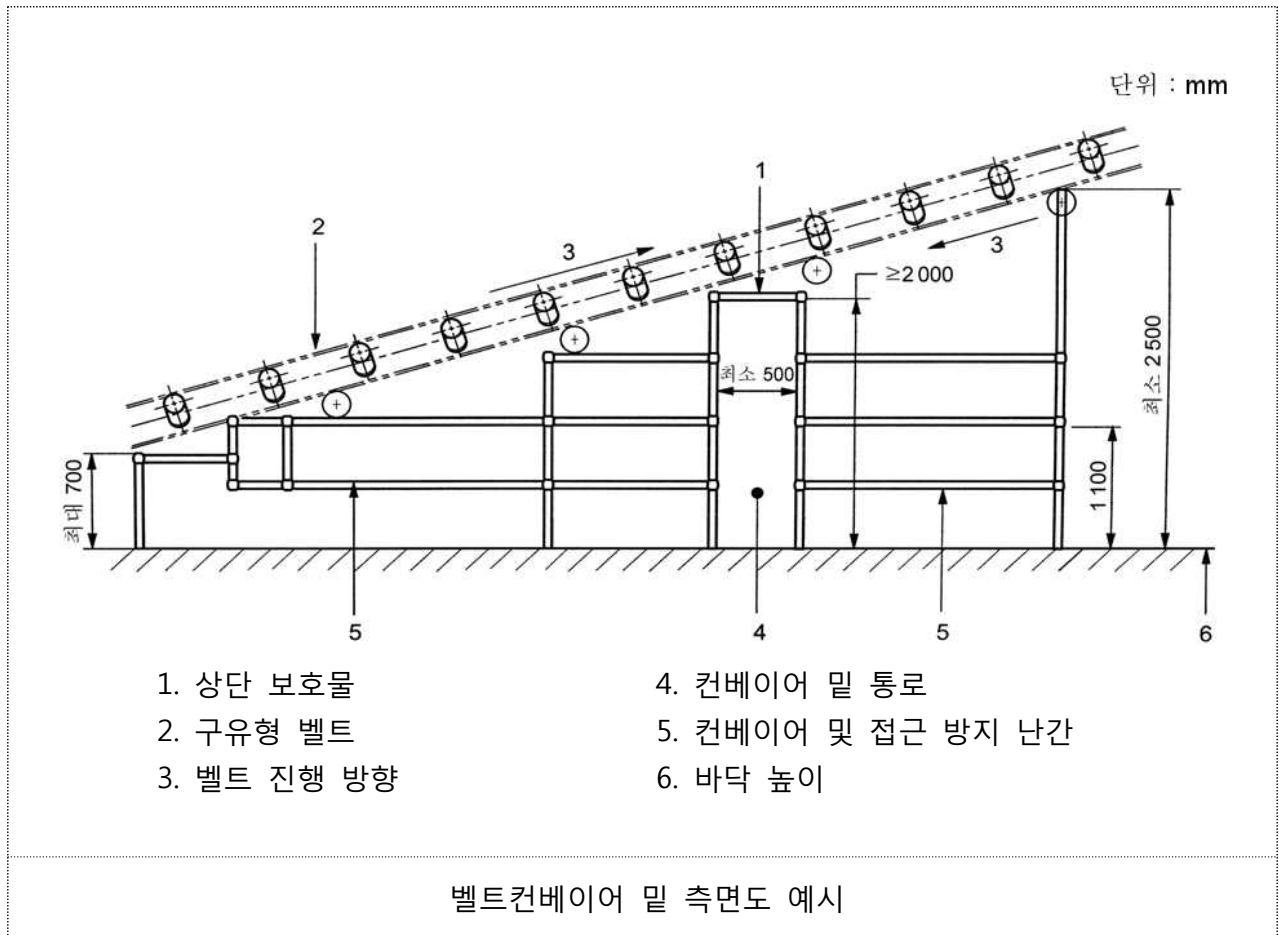 단위 : mm
1
2
3
3
≥2 000
최소 500
최소 2 500
최대 700
1 100
5
4
5
6
1. 상단 보호물
2. 구유형 벨트
3. 벨트 진행 방향
4. 컨베이어 밑 통로
5. 컨베이어 및 접근 방지 난간
6. 바닥 높이
벨트컨베이어 밑 측면도 예시